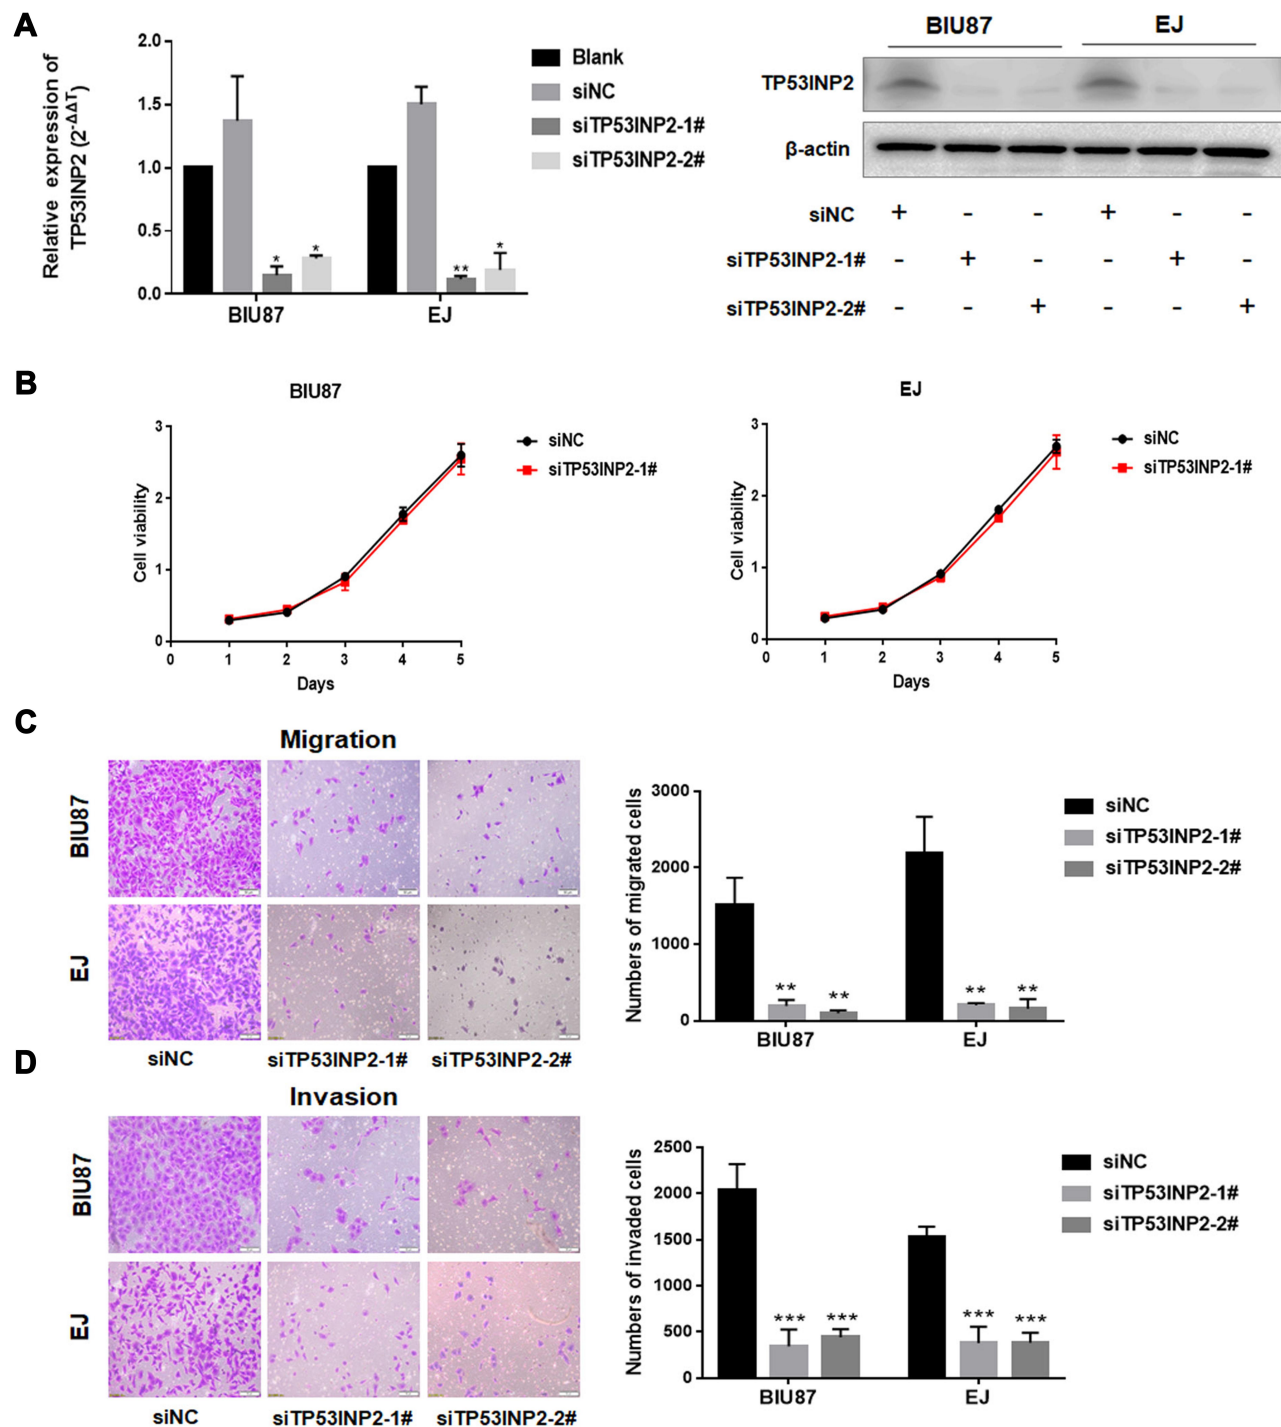 A
Relative expression of
TP53INP2 (2-ΔΔT)
2.0
1.5
1.0
0.5
0.0
* * ** *
BIU87 EJ
Blank
siNC
siTP53INP2-1#
siTP53INP2-2#
BIU87 EJ
TP53INP2
β-actin
siNC + - - + - -
siTP53INP2-1# - + - - + -
siTP53INP2-2# - - + - - +
B
BIU87
Cell viability
3
2
1
0
0 1 2 3 4 5
Days
siNC
siTP53INP2-1#
EJ
Cell viability
3
2
1
0
0 1 2 3 4 5
Days
siNC
siTP53INP2-1#
C
Migration
BIU87
EJ
siNC siTP53INP2-1# siTP53INP2-2#
Numbers of migrated cells
3000
2000
1000
0
** ** ** **
BIU87 EJ
siNC
siTP53INP2-1#
siTP53INP2-2#
D
Invasion
BIU87
EJ
siNC siTP53INP2-1# siTP53INP2-2#
Numbers of invaded cells
2500
2000
1500
1000
500
0
*** *** *** ***
BIU87 EJ
siNC
siTP53INP2-1#
siTP53INP2-2#